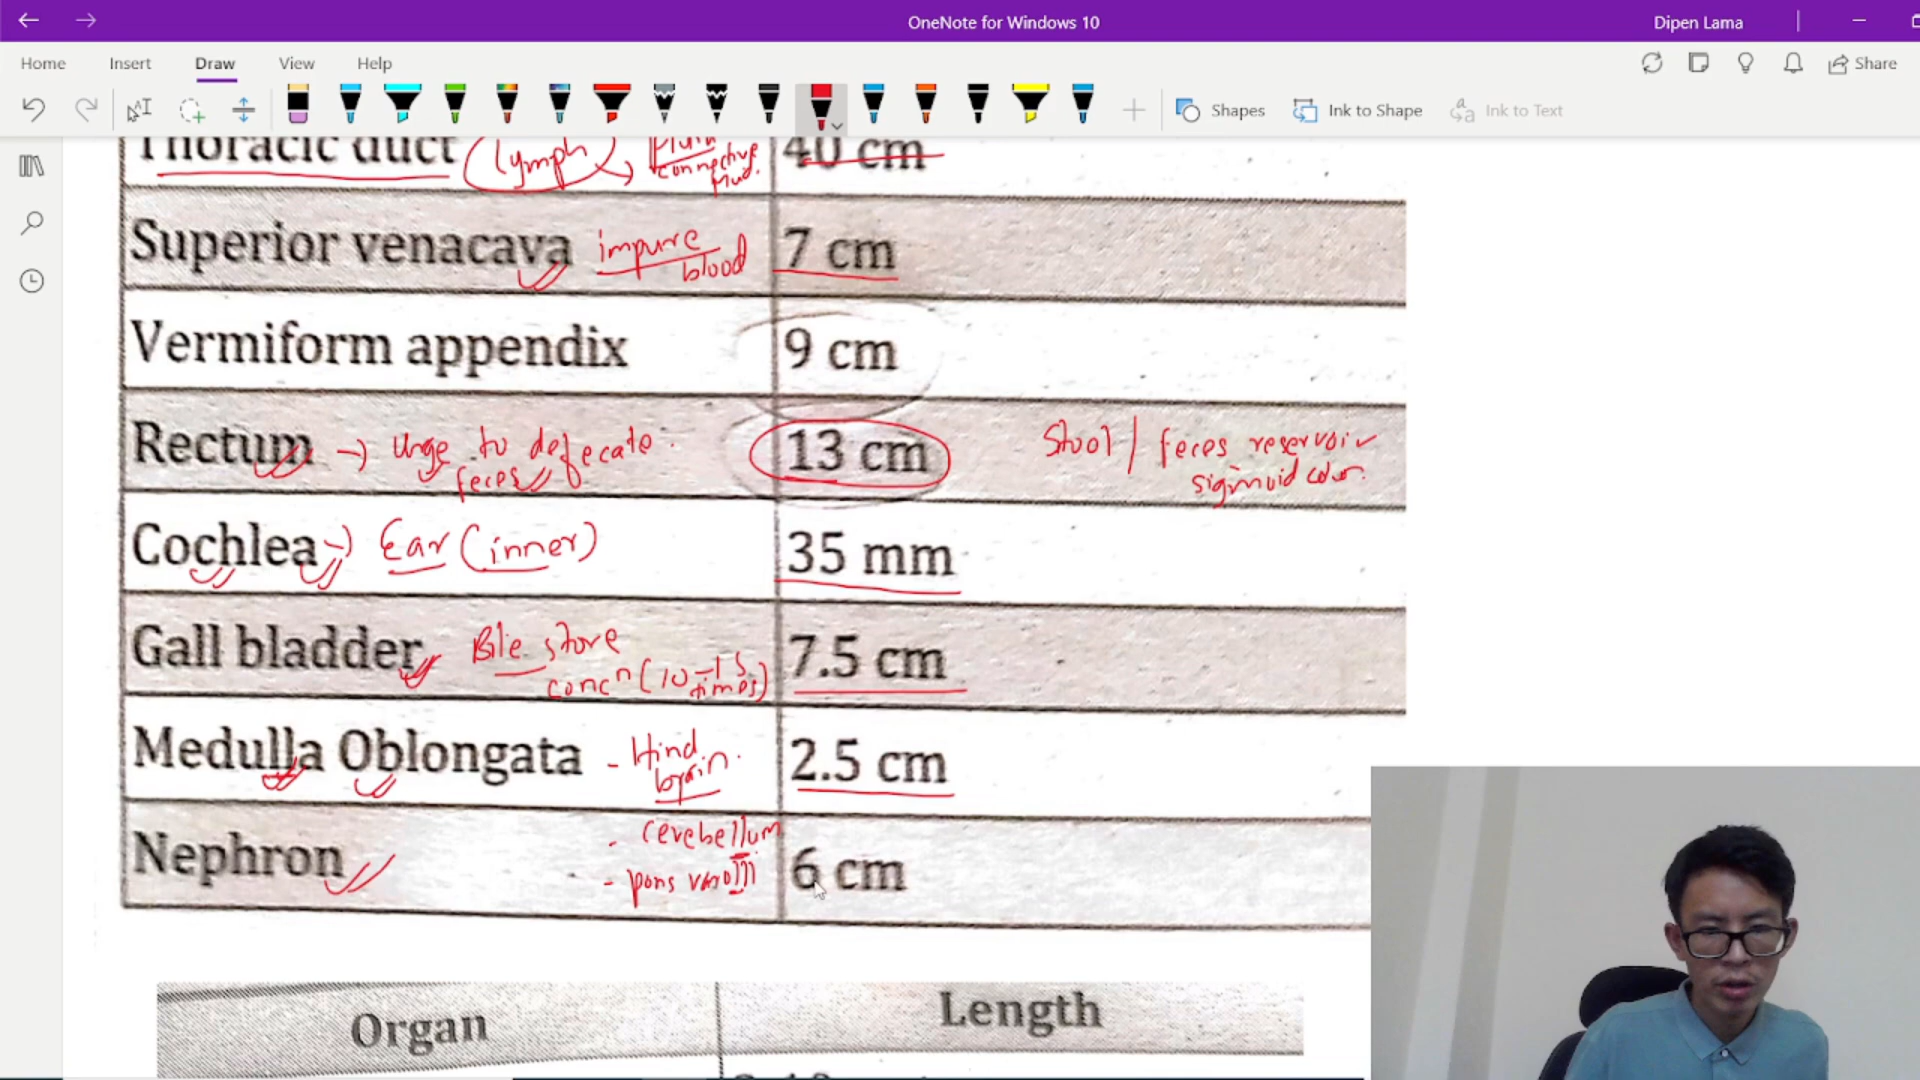 OneNote for Windows 10
Dipen Lama
Home Insert Draw View Help
Share
Shapes Ink to Shape Ink to Text
Thoracic duct (lymph) connective 40 cm
Superior venacava impure blood 7 cm
Vermiform appendix 9 cm
Rectum → Urge to defecate. feces 13 cm Stool / feces reservoir sigmoid colon.
Cochlea → Ear (inner) 35 mm
Gall bladder Bile store concⁿ (10-15 times) 7.5 cm
Medulla Oblongata - Hind brain. 2.5 cm
Nephron - cerebellum 6 cm
- pons
Organ Length